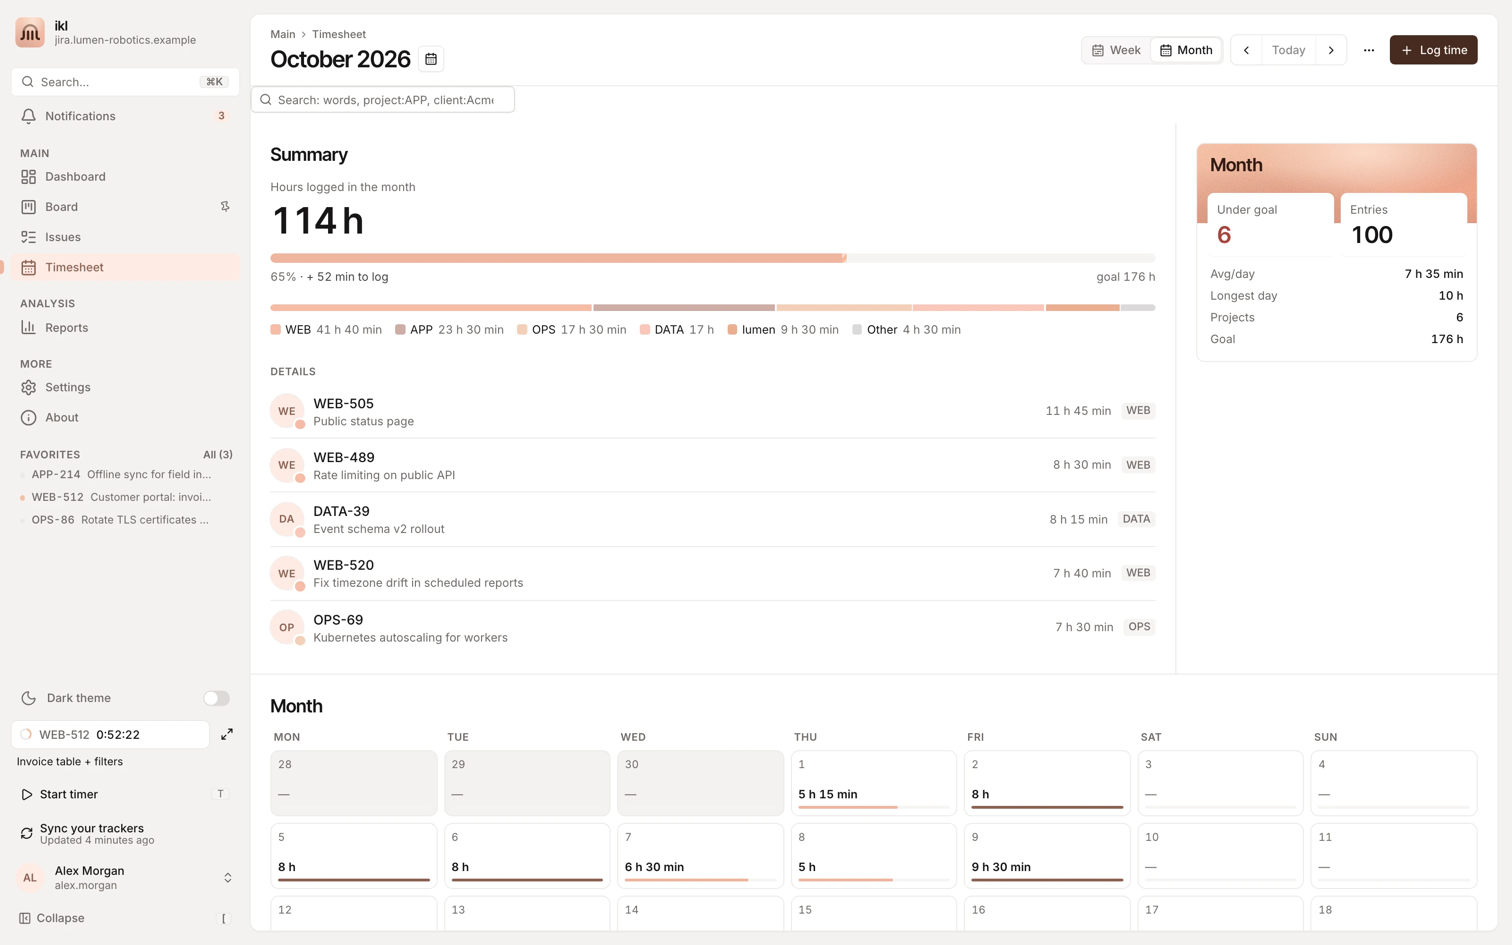 ikl
jira.lumen-robotics.example
Search... ⌘K
Notifications 3
MAIN
Dashboard
Board
Issues
Timesheet
ANALYSIS
Reports
MORE
Settings
About
FAVORITES All (3)
APP-214 Offline sync for field in...
WEB-512 Customer portal: invoi...
OPS-86 Rotate TLS certificates ...
Dark theme
WEB-512 0:52:22
Invoice table + filters
Start timer T
Sync your trackers
Updated 4 minutes ago
AL Alex Morgan
alex.morgan
Collapse [
Main > Timesheet
October 2026
Week Month Today + Log time
Search: words, project:APP, client:Acme
Summary
Hours logged in the month
114 h
65% · + 52 min to log goal 176 h
WEB 41 h 40 min APP 23 h 30 min OPS 17 h 30 min DATA 17 h lumen 9 h 30 min Other 4 h 30 min
DETAILS
WE WEB-505 11 h 45 min WEB
Public status page
WE WEB-489 8 h 30 min WEB
Rate limiting on public API
DA DATA-39 8 h 15 min DATA
Event schema v2 rollout
WE WEB-520 7 h 40 min WEB
Fix timezone drift in scheduled reports
OP OPS-69 7 h 30 min OPS
Kubernetes autoscaling for workers
Month
Under goal Entries
6 100
Avg/day 7 h 35 min
Longest day 10 h
Projects 6
Goal 176 h
Month
MON TUE WED THU FRI SAT SUN
28 29 30 1 2 3 4
— — — 5 h 15 min 8 h — —
5 6 7 8 9 10 11
8 h 8 h 6 h 30 min 5 h 9 h 30 min — —
12 13 14 15 16 17 18